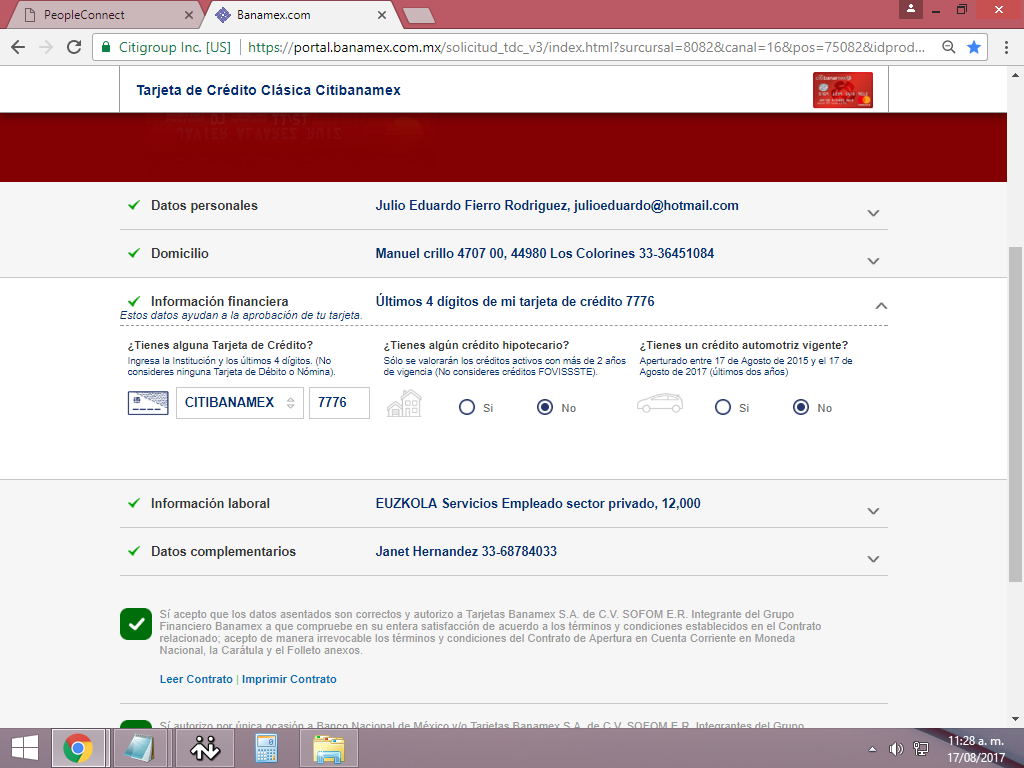 PeopleConnect
Banamex.com
Citigroup Inc. [US] https://portal.banamex.com.mx/solicitud_tdc_v3/index.html?surcursal=8082&canal=16&pos=75082&idprod...
Tarjeta de Crédito Clásica Citibanamex
Datos personales Julio Eduardo Fierro Rodriguez, julioeduardo@hotmail.com
Domicilio Manuel crillo 4707 00, 44980 Los Colorines 33-36451084
Información financiera Últimos 4 dígitos de mi tarjeta de crédito 7776
Estos datos ayudan a la aprobación de tu tarjeta.
¿Tienes alguna Tarjeta de Crédito?
Ingresa la Institución y los últimos 4 dígitos. (No
consideres ninguna Tarjeta de Débito o Nómina).
CITIBANAMEX 7776
¿Tienes algún crédito hipotecario?
Sólo se valorarán los créditos activos con más de 2 años
de vigencia (No consideres créditos FOVISSSTE).
Si No
¿Tienes un crédito automotriz vigente?
Aperturado entre 17 de Agosto de 2015 y el 17 de
Agosto de 2017 (últimos dos años)
Si No
Información laboral EUZKOLA Servicios Empleado sector privado, 12,000
Datos complementarios Janet Hernandez 33-68784033
Sí acepto que los datos asentados son correctos y autorizo a Tarjetas Banamex S.A. de C.V. SOFOM E.R. Integrante del Grupo
Financiero Banamex a que compruebe en su entera satisfacción de acuerdo a los términos y condiciones establecidos en el Contrato
relacionado; acepto de manera irrevocable los términos y condiciones del Contrato de Apertura en Cuenta Corriente en Moneda
Nacional, la Carátula y el Folleto anexos.
Leer Contrato | Imprimir Contrato
Sí autorizo por única ocasión a Banco Nacional de México y/o Tarjetas Banamex S.A. de C.V. SOFOM E.R. Integrantes del Grupo
11:28 a. m.
17/08/2017